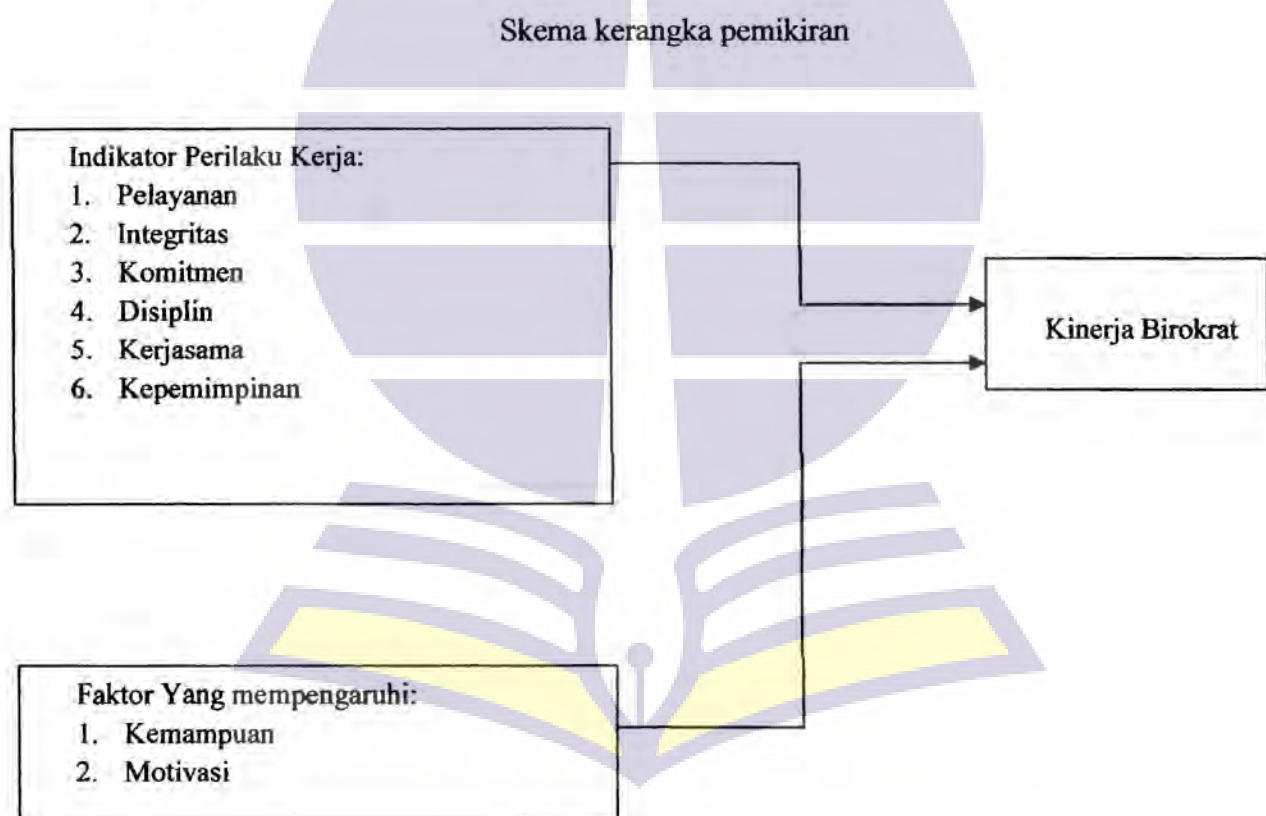 Skema kerangka pemikiran
Indikator Perilaku Kerja:
1. Pelayanan
2. Integritas
3. Komitmen
4. Disiplin
5. Kerjasama
6. Kepemimpinan
Kinerja Birokrat
Faktor Yang mempengaruhi:
1. Kemampuan
2. Motivasi